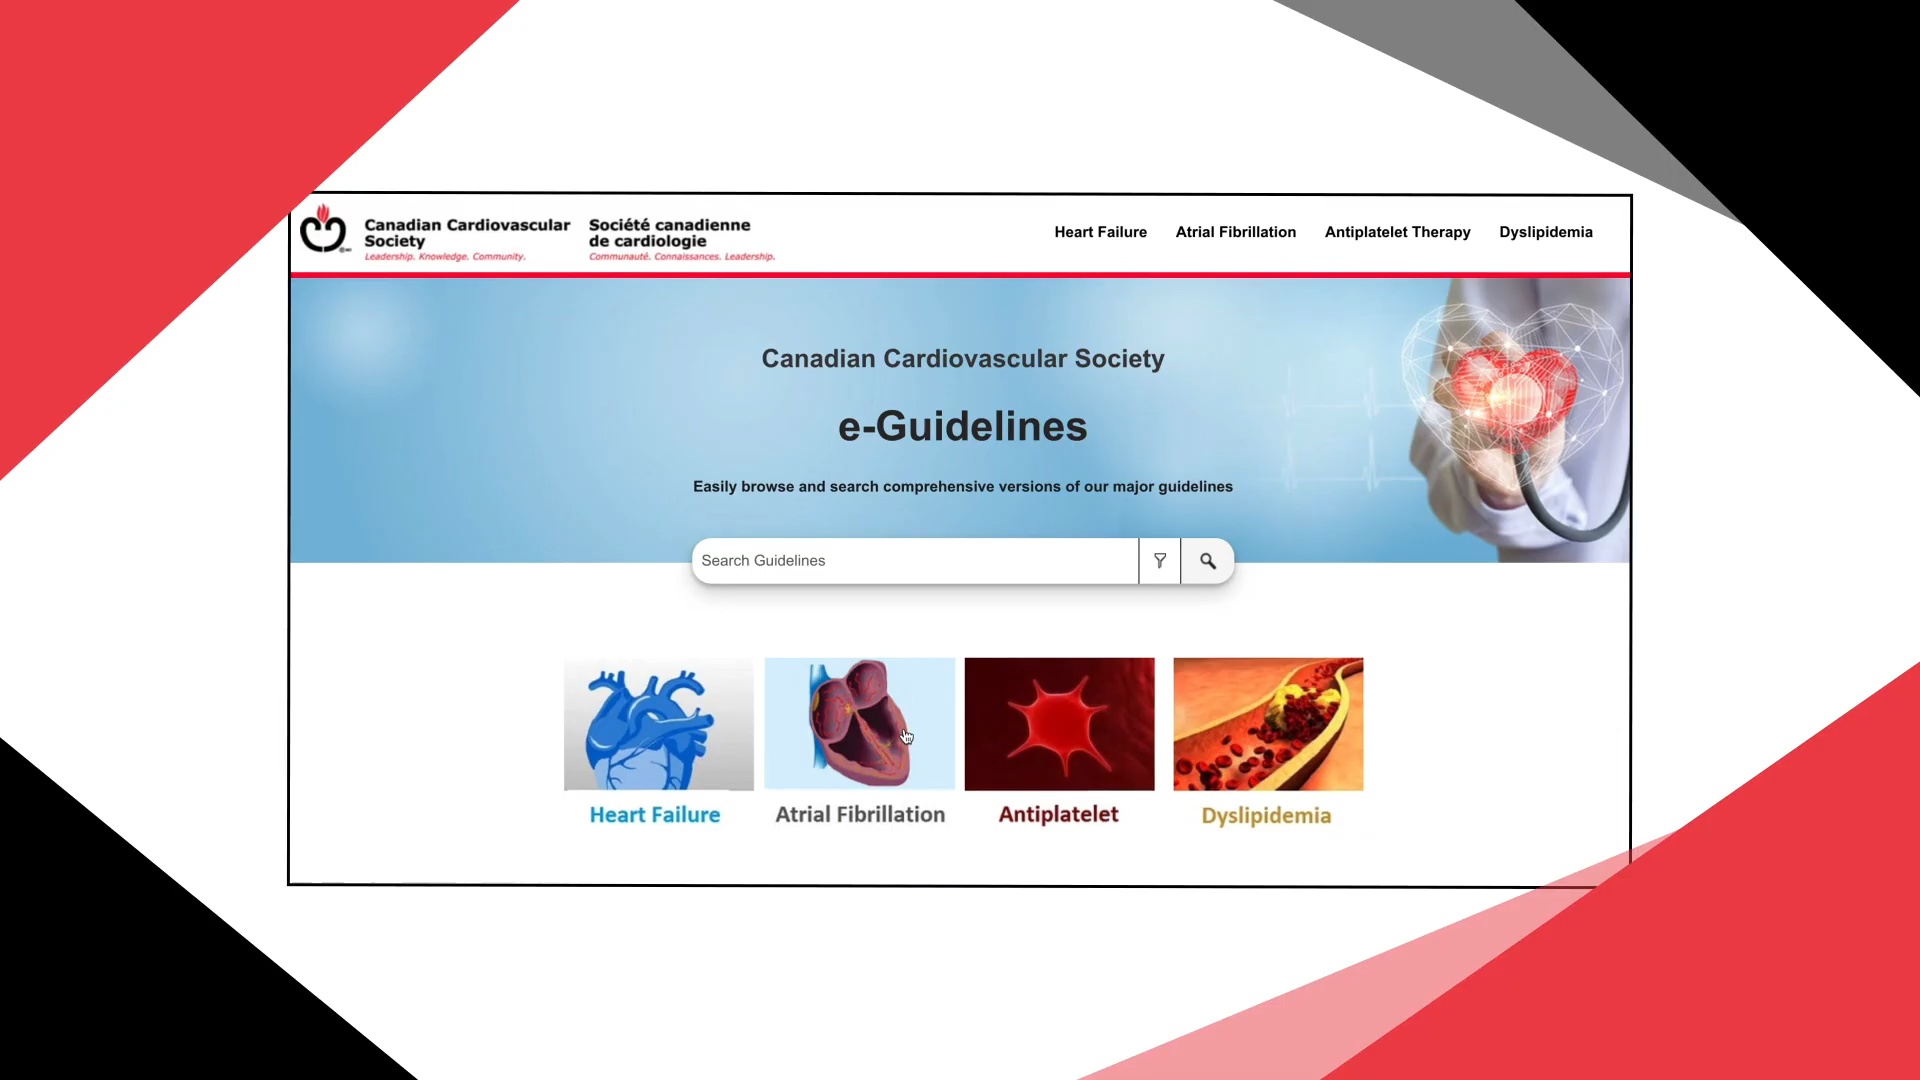 Canadian Cardiovascular
Society
Leadership. Knowledge. Community.
Société canadienne
de cardiologie
Communauté. Connaissances. Leadership.
Heart Failure
Atrial Fibrillation
Antiplatelet Therapy
Dyslipidemia
Canadian Cardiovascular Society
e-Guidelines
Easily browse and search comprehensive versions of our major guidelines
Search Guidelines
Heart Failure
Atrial Fibrillation
Antiplatelet
Dyslipidemia